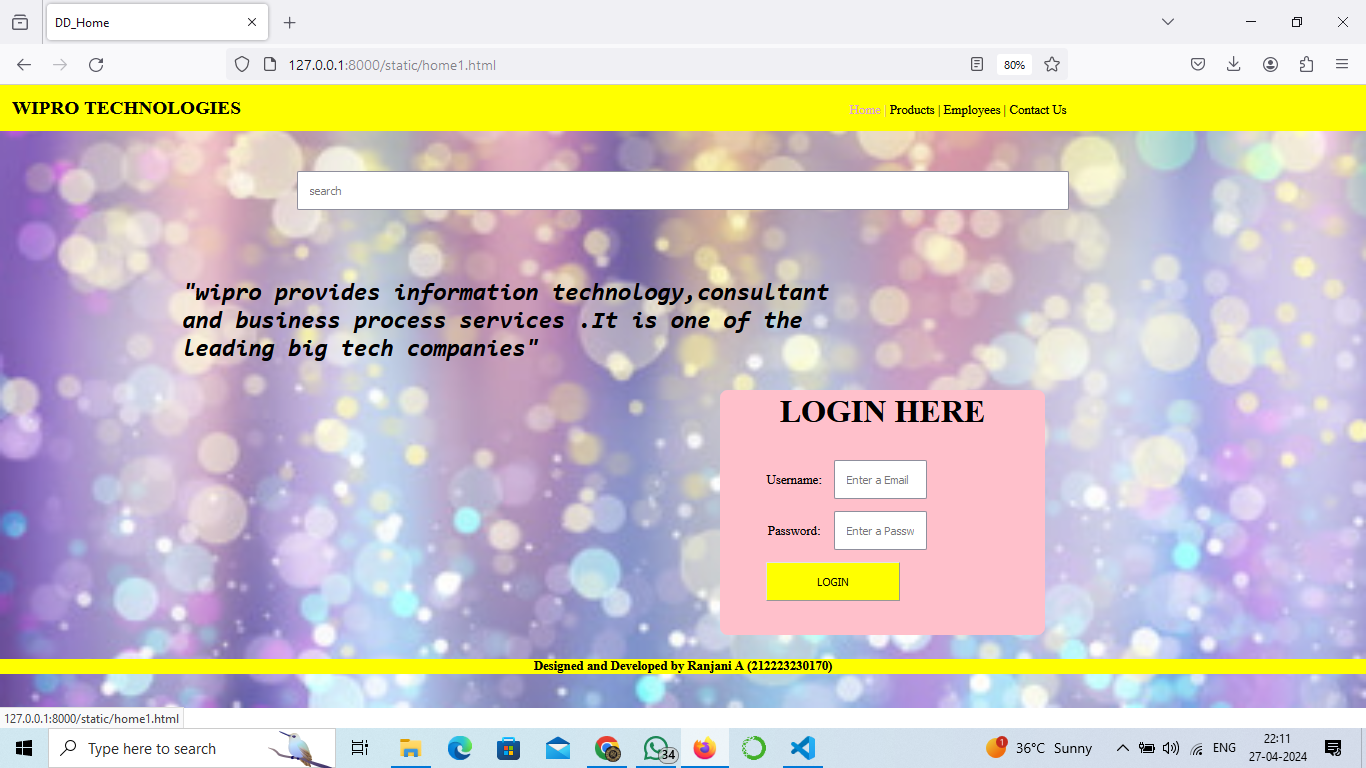 DD_Home
127.0.0.1:8000/static/home1.html
80%
WIPRO TECHNOLOGIES
Home | Products | Employees | Contact Us
search
"wipro provides information technology,consultant
and business process services .It is one of the
leading big tech companies"
LOGIN HERE
Username: Enter a Email
Password: Enter a Passw
LOGIN
Designed and Developed by Ranjani A (212223230170)
127.0.0.1:8000/static/home1.html
Type here to search
34
1
36°C Sunny
ENG
22:11
27-04-2024